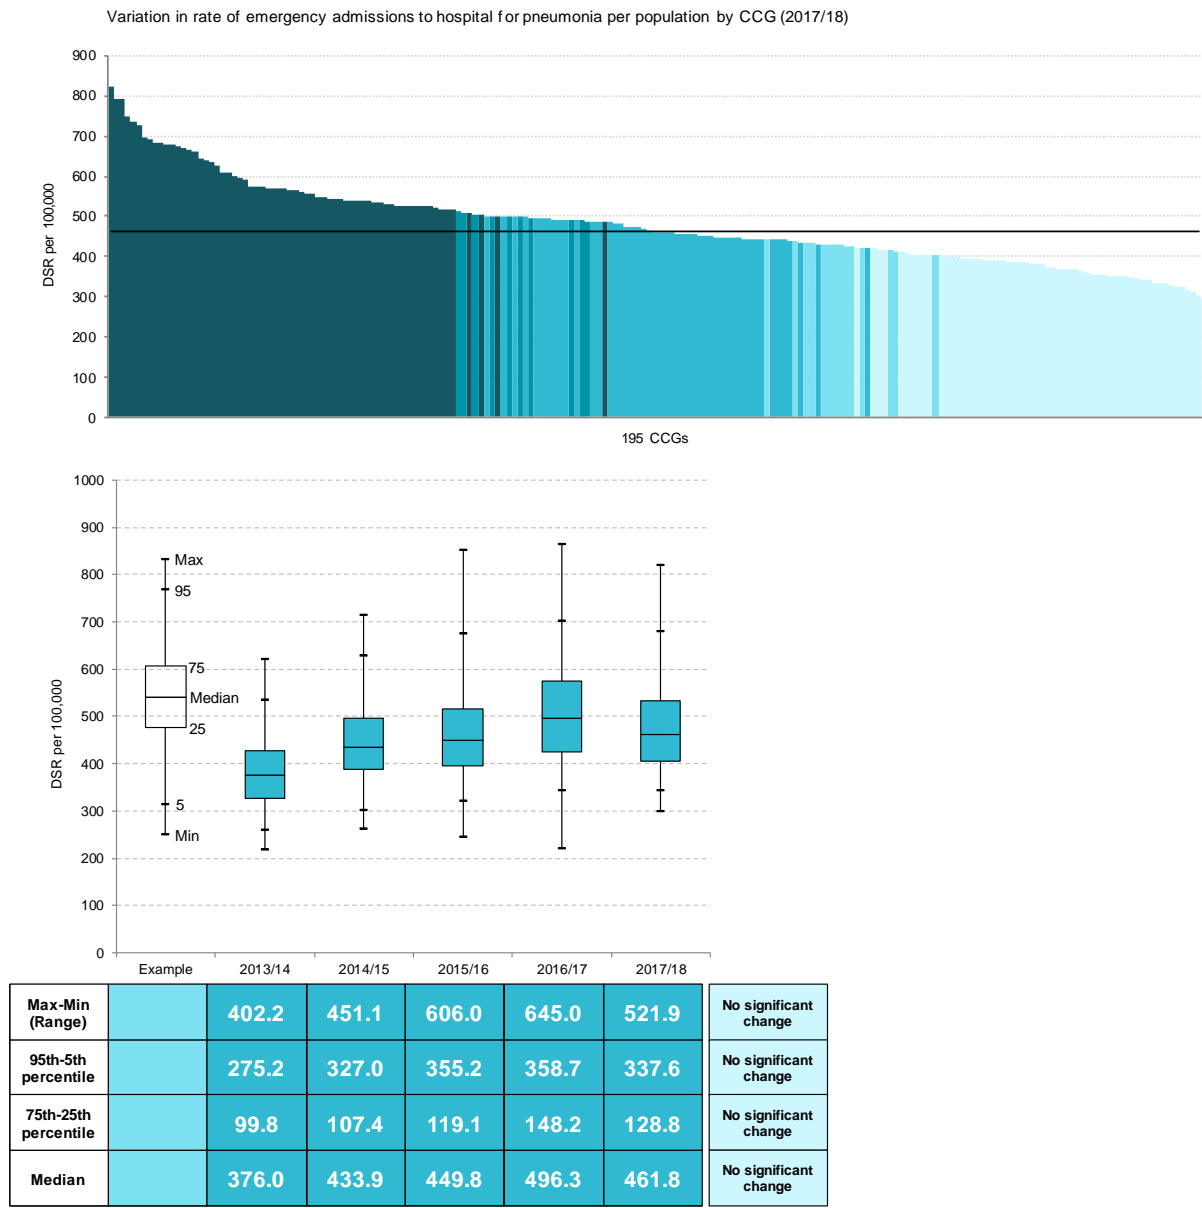 Variation in rate of emergency admissions to hospital for pneumonia per population by CCG (2017/18)
900
800
700
600
500
400
300
200
100
0
DSR per 100,000
195 CCGs
1000
900
800
700
600
500
400
300
200
100
0
DSR per 100,000
Max
95
75
Median
25
5
Min
Example 2013/14 2014/15 2015/16 2016/17 2017/18
Max-Min
(Range)
402.2 451.1 606.0 645.0 521.9
No significant
change
95th-5th
percentile
275.2 327.0 355.2 358.7 337.6
No significant
change
75th-25th
percentile
99.8 107.4 119.1 148.2 128.8
No significant
change
Median
376.0 433.9 449.8 496.3 461.8
No significant
change